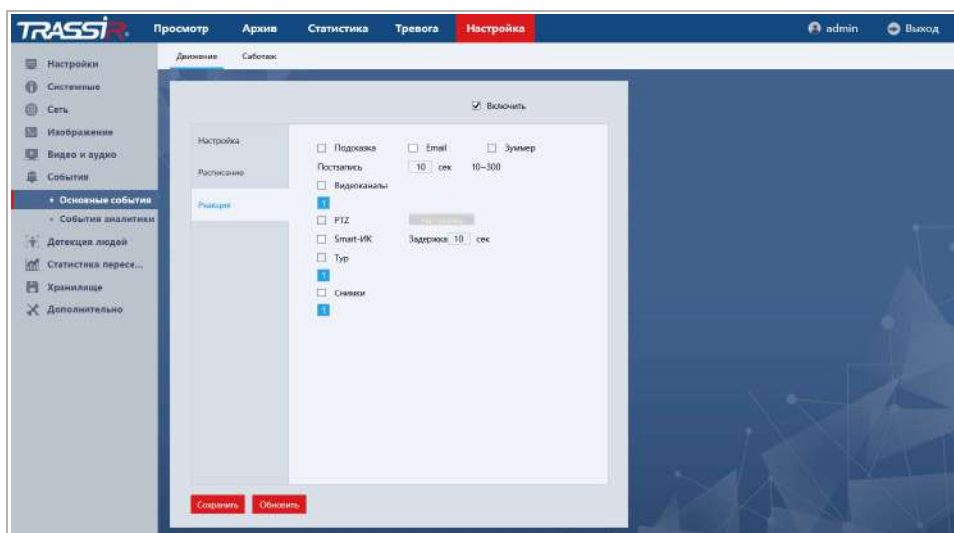 TRASSIR Просмотр Архив Статистика Тревога Настройка admin Выход
Движение Саботаж
Настройки
Системные
Сеть
Изображение
Видео и аудио
События
Основные события
События аналитики
Детекция людей
Статистика пересе...
Хранилище
Дополнительно
Включить
Настройка
Расписание
Реакция
Подсказка Email Зуммер
Постзапись 10 сек 10~300
Видеоканалы
1
PTZ
Smart-ИК Задержка 10 сек
Тур
1
Снимки
1
Сохранить Обновить